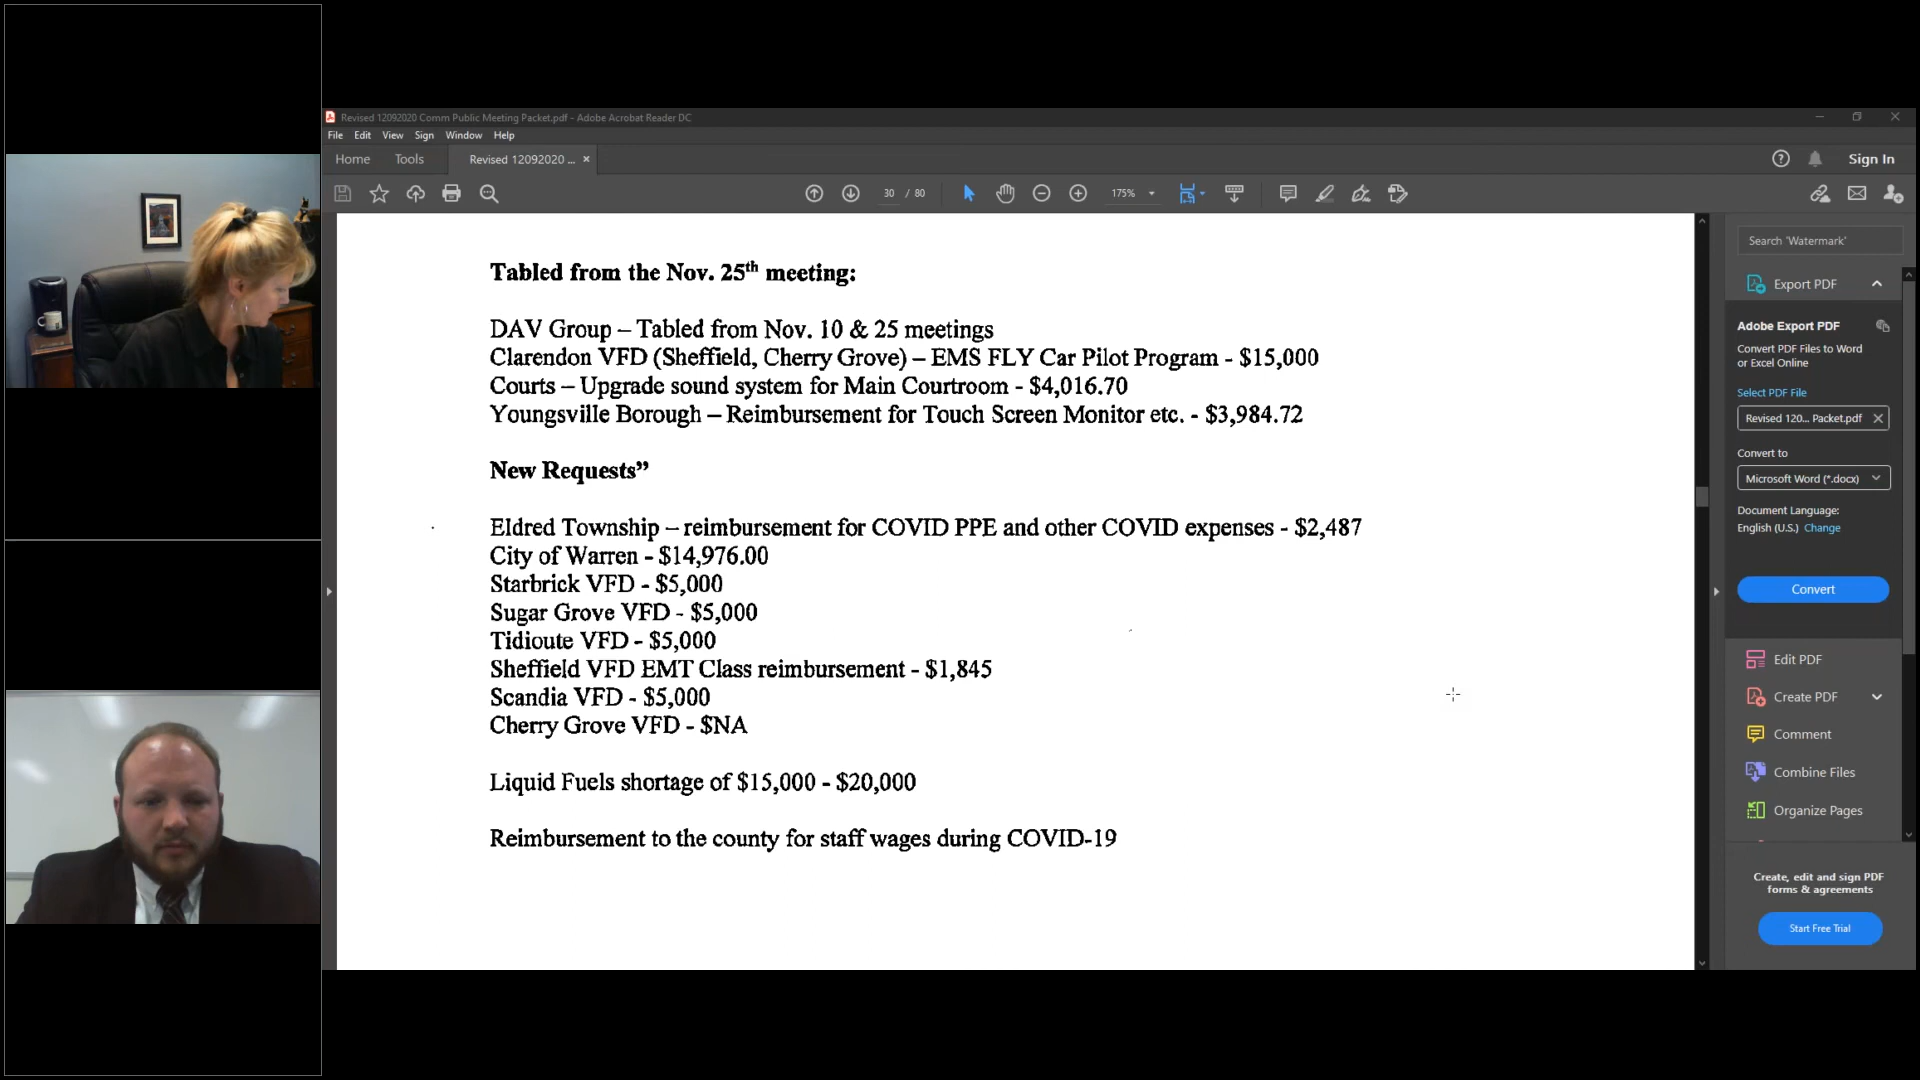 Revised 12092020 Comm Public Meeting Packet.pdf - Adobe Acrobat Reader DC
File Edit View Sign Window Help
Home Tools Revised 12092020 ... ×
? Sign In
30 / 80 175%
Tabled from the Nov. 25th meeting:
DAV Group – Tabled from Nov. 10 & 25 meetings
Clarendon VFD (Sheffield, Cherry Grove) – EMS FLY Car Pilot Program - $15,000
Courts – Upgrade sound system for Main Courtroom - $4,016.70
Youngsville Borough – Reimbursement for Touch Screen Monitor etc. - $3,984.72
New Requests”
Eldred Township – reimbursement for COVID PPE and other COVID expenses - $2,487
City of Warren - $14,976.00
Starbrick VFD - $5,000
Sugar Grove VFD - $5,000
Tidioute VFD - $5,000
Sheffield VFD EMT Class reimbursement - $1,845
Scandia VFD - $5,000
Cherry Grove VFD - $NA
Liquid Fuels shortage of $15,000 - $20,000
Reimbursement to the county for staff wages during COVID-19
Search 'Watermark'
Export PDF
Adobe Export PDF
Convert PDF Files to Word
or Excel Online
Select PDF File
Revised 120... Packet.pdf ×
Convert to
Microsoft Word (*.docx)
Document Language:
English (U.S.) Change
Convert
Edit PDF
Create PDF
Comment
Combine Files
Organize Pages
Create, edit and sign PDF
forms & agreements
Start Free Trial